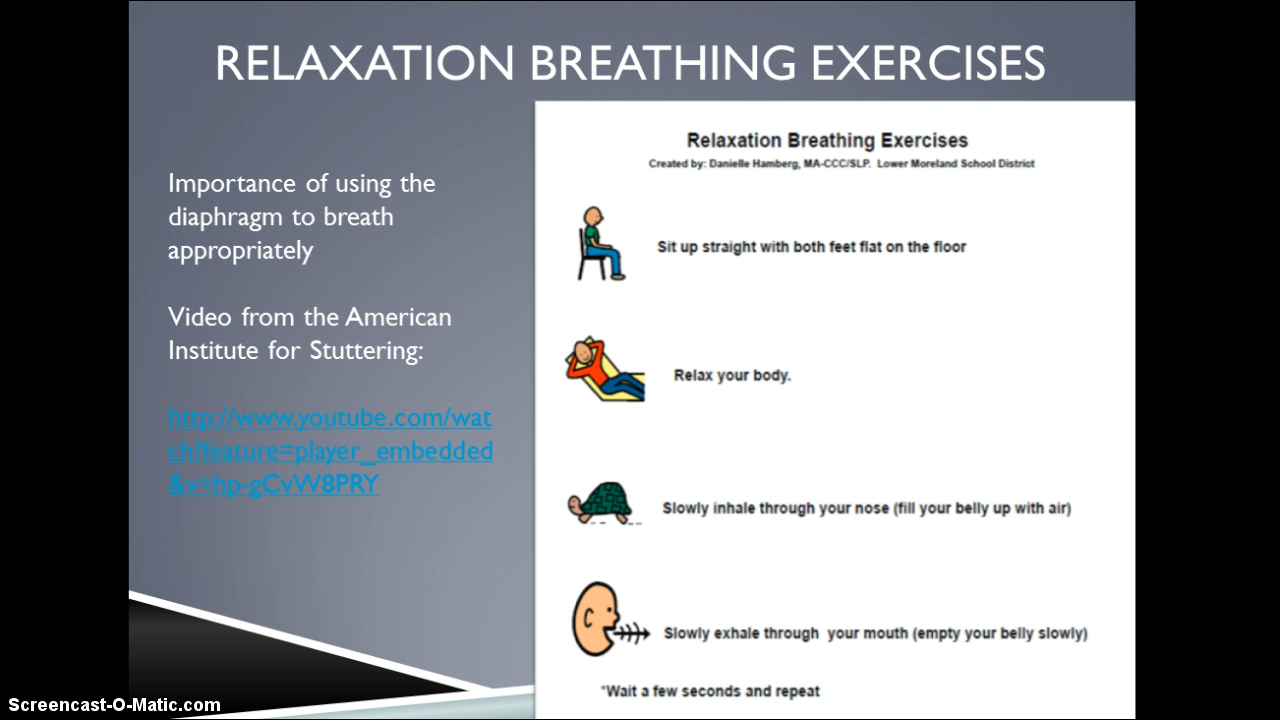 RELAXATION BREATHING EXERCISES
Importance of using the
diaphragm to breath
appropriately
Video from the American
Institute for Stuttering:
http://www.youtube.com/wat
ch?feature=player_embedded
&v=hp-gCvW8PRY
Relaxation Breathing Exercises
Created by: Danielle Hamberg, MA-CCC/SLP. Lower Moreland School District
Sit up straight with both feet flat on the floor
Relax your body.
Slowly inhale through your nose (fill your belly up with air)
Slowly exhale through your mouth (empty your belly slowly)
*Wait a few seconds and repeat
Screencast-O-Matic.com